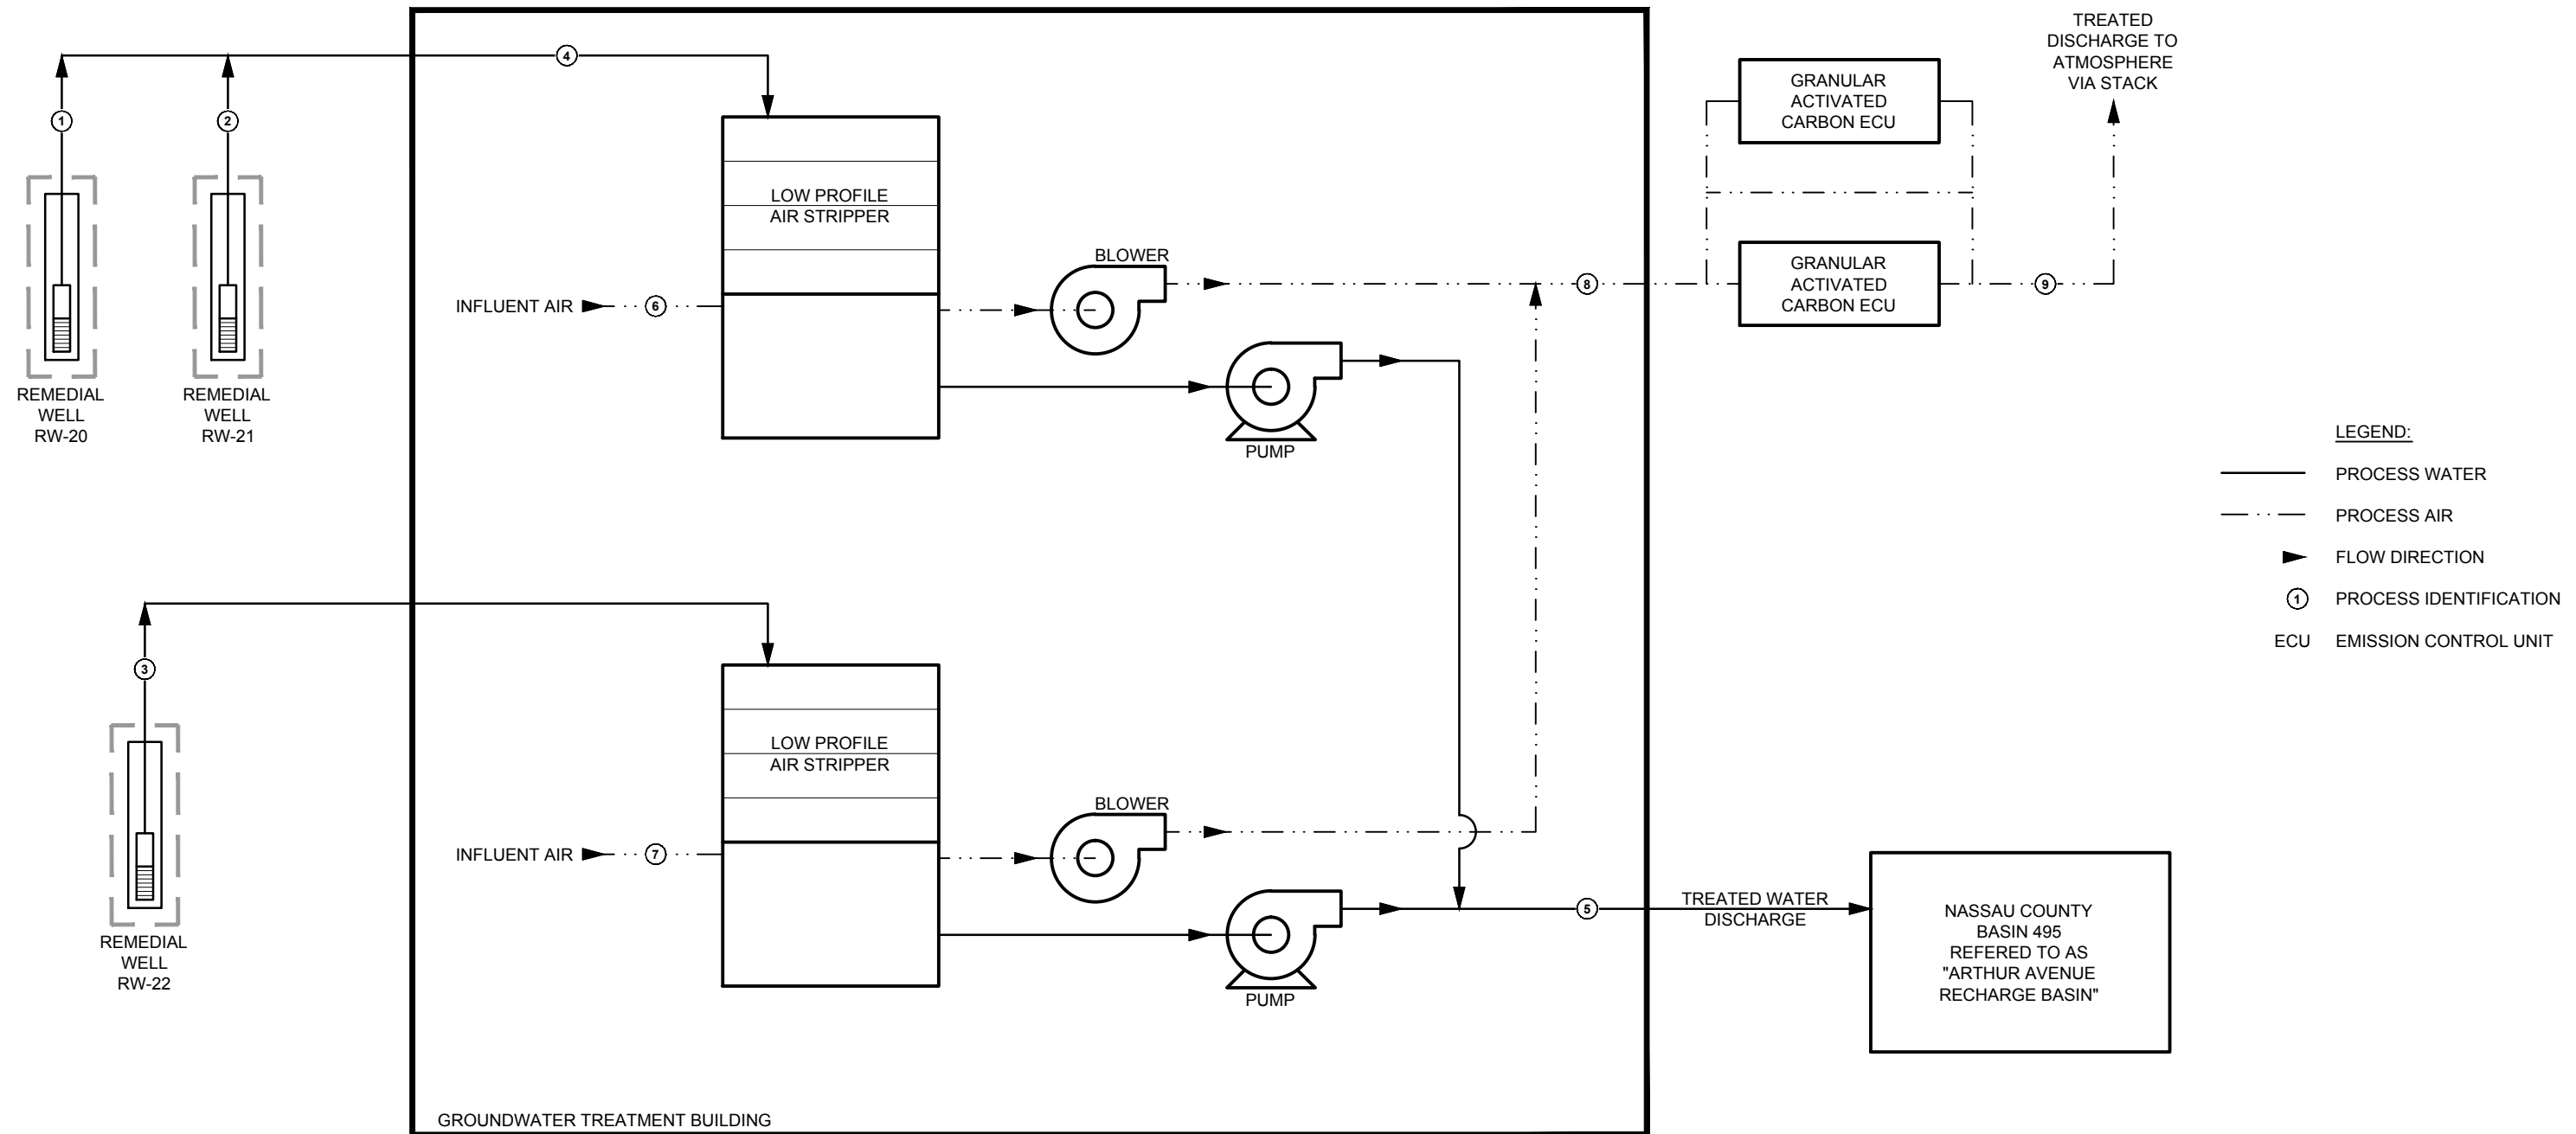 TREATED
DISCHARGE TO
ATMOSPHERE
VIA STACK
4
GRANULAR
ACTIVATED
CARBON ECU
1
2
LOW PROFILE
AIR STRIPPER
BLOWER
GRANULAR
ACTIVATED
CARBON ECU
8
9
INFLUENT AIR
6
REMEDIAL
WELL
RW-20
REMEDIAL
WELL
RW-21
PUMP
LEGEND:
PROCESS WATER
PROCESS AIR
FLOW DIRECTION
1 PROCESS IDENTIFICATION
ECU EMISSION CONTROL UNIT
3
LOW PROFILE
AIR STRIPPER
BLOWER
INFLUENT AIR
7
REMEDIAL
WELL
RW-22
PUMP
5
TREATED WATER
DISCHARGE
NASSAU COUNTY
BASIN 495
REFERED TO AS
"ARTHUR AVENUE
RECHARGE BASIN"
GROUNDWATER TREATMENT BUILDING